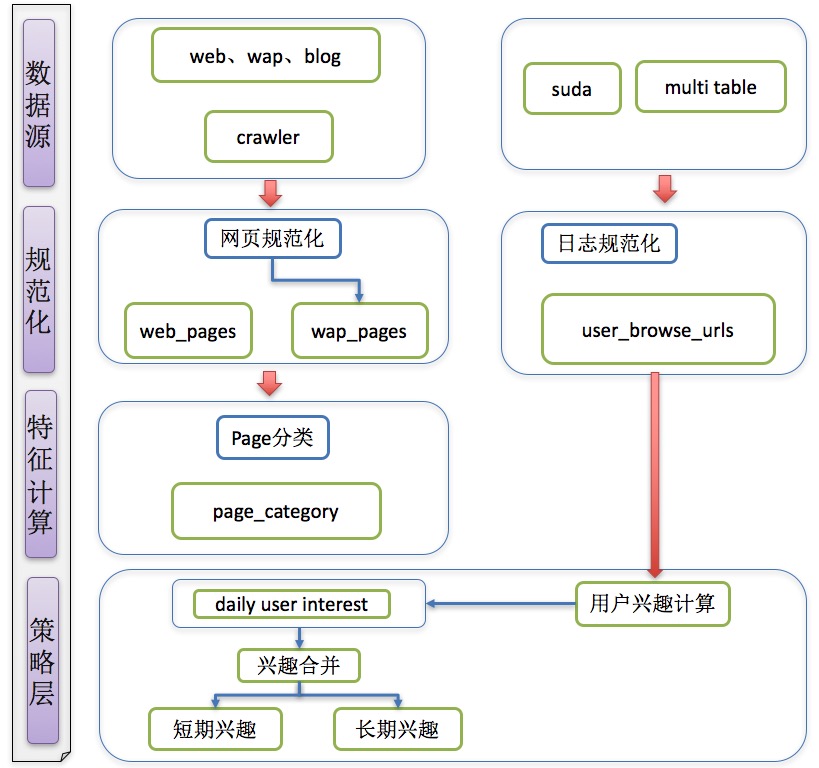 数据源
web、wap、blog
crawler
suda
multi table
规范化
网页规范化
web_pages
wap_pages
日志规范化
user_browse_urls
特征计算
Page分类
page_category
策略层
daily user interest
用户兴趣计算
兴趣合并
短期兴趣
长期兴趣